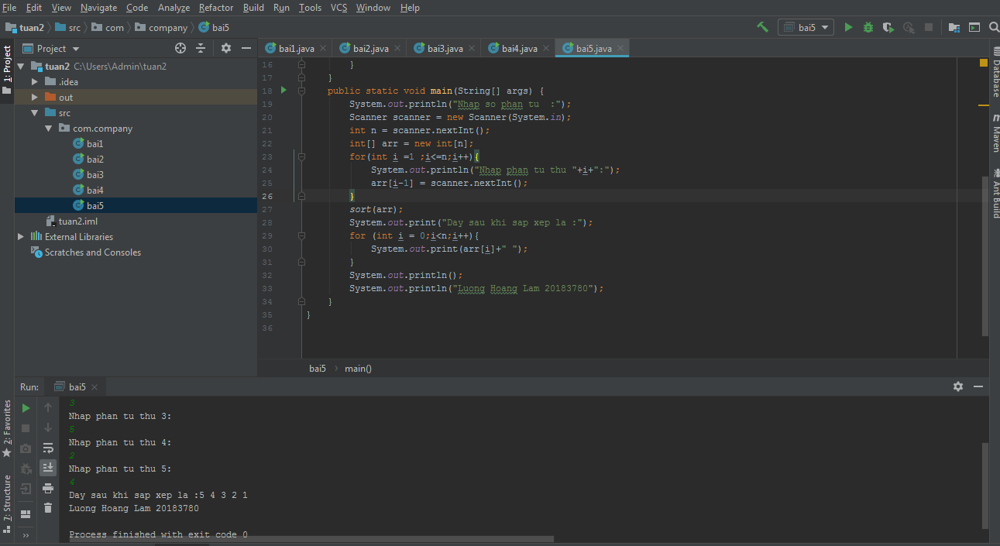 File Edit View Navigate Code Analyze Refactor Build Run Tools VCS Window Help
tuan2 src com company bai5
bai5
1: Project
Project
bai1.java bai2.java bai3.java bai4.java bai5.java
tuan2 C:\Users\Admin\tuan2
.idea
out
src
com.company
bai1
bai2
bai3
bai4
bai5
tuan2.iml
External Libraries
Scratches and Consoles
16 }
17 }
18 public static void main(String[] args) {
19 System.out.println("Nhap so phan tu  :");
20 Scanner scanner = new Scanner(System.in);
21 int n = scanner.nextInt();
22 int[] arr = new int[n];
23 for(int i =1 ;i<=n;i++){
24 System.out.println("Nhap phan tu thu "+i+":");
25 arr[i-1] = scanner.nextInt();
26 }
27 sort(arr);
28 System.out.print("Day sau khi sap xep la :");
29 for (int i = 0;i<n;i++){
30 System.out.print(arr[i]+" ");
31 }
32 System.out.println();
33 System.out.println("Luong Hoang Lam 20183780");
34 }
35 }
36
bai5 main()
Database
m Maven
Ant Build
Run: bai5
3
Nhap phan tu thu 3:
5
Nhap phan tu thu 4:
2
Nhap phan tu thu 5:
4
Day sau khi sap xep la :5 4 3 2 1
Luong Hoang Lam 20183780
Process finished with exit code 0
2: Favorites
7: Structure